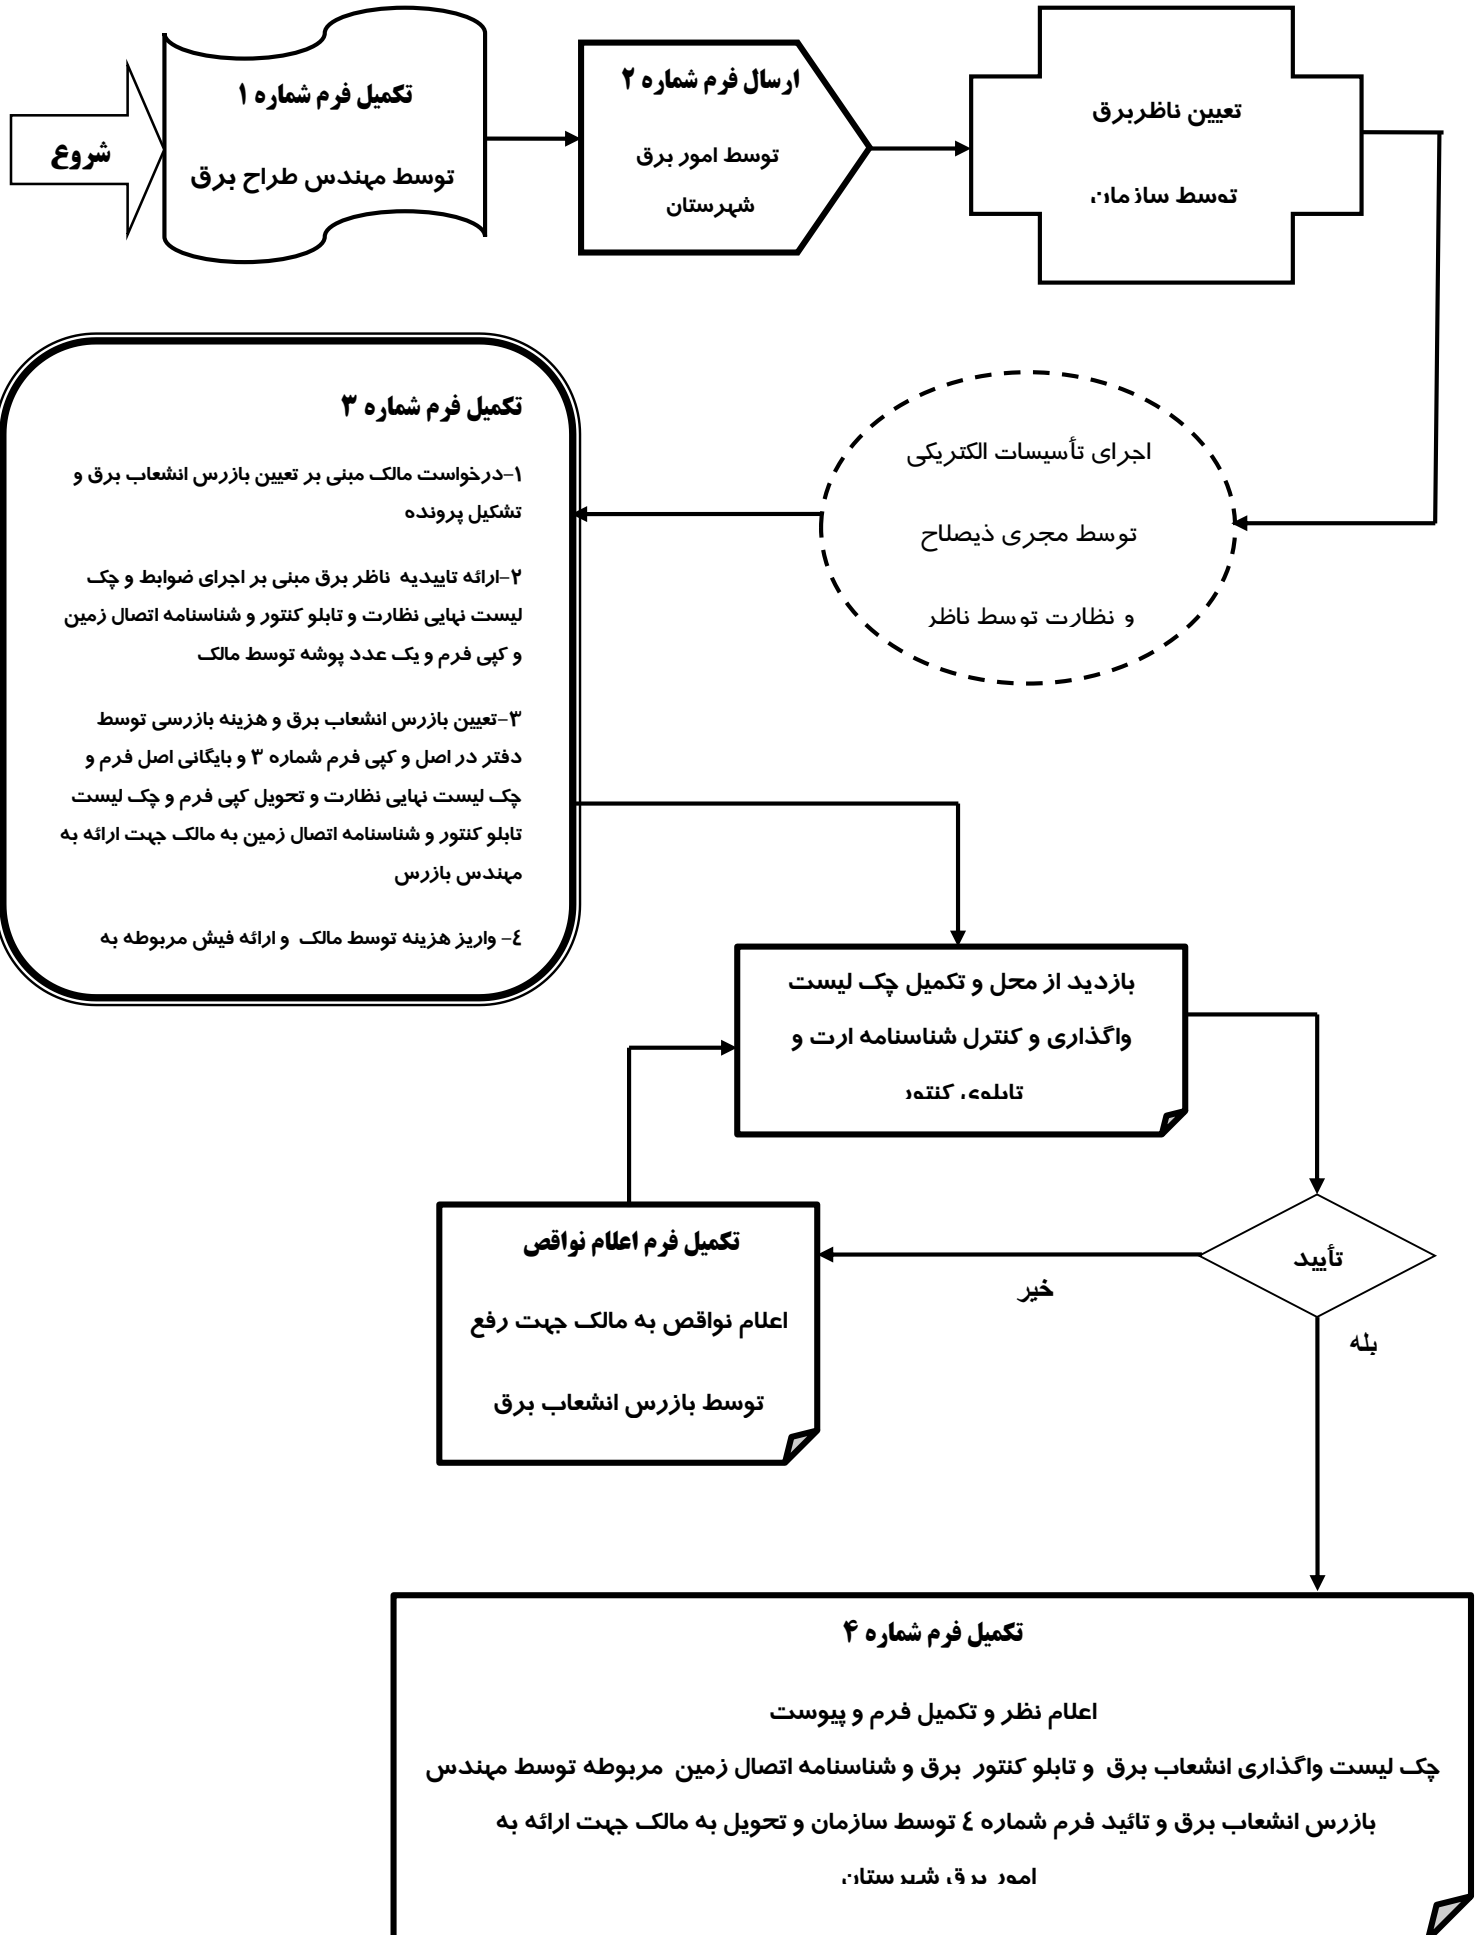 شروع
تکمیل فرم شماره ۱
توسط مهندس طراح برق
ارسال فرم شماره ۲
توسط امور برق
شهرستان
تعیین ناظربرق
توسط سازمان
اجرای تأسیسات الکتریکی
توسط مجری ذیصلاح
و نظارت توسط ناظر
تکمیل فرم شماره ۳
۱-درخواست مالک مبنی بر تعیین بازرس انشعاب برق و
تشکیل پرونده
۲-ارائه تاییدیه ناظر برق مبنی بر اجرای ضوابط و چک
لیست نهایی نظارت و تابلو کنتور و شناسنامه اتصال زمین
و کپی فرم و یک عدد پوشه توسط مالک
۳-تعیین بازرس انشعاب برق و هزینه بازرسی توسط
دفتر در اصل و کپی فرم شماره ۳ و بایگانی اصل فرم و
چک لیست نهایی نظارت و تحویل کپی فرم و چک لیست
تابلو کنتور و شناسنامه اتصال زمین به مالک جهت ارائه به
مهندس بازرس
٤- واریز هزینه توسط مالک و ارائه فیش مربوطه به
بازدید از محل و تکمیل چک لیست
واگذاری و کنترل شناسنامه ارت و
تابلوی کنتور
تأیید
خیر
بله
تکمیل فرم اعلام نواقص
اعلام نواقص به مالک جهت رفع
توسط بازرس انشعاب برق
تکمیل فرم شماره ۴
اعلام نظر و تکمیل فرم و پیوست
چک لیست واگذاری انشعاب برق و تابلو کنتور برق و شناسنامه اتصال زمین مربوطه توسط مهندس
بازرس انشعاب برق و تائید فرم شماره ٤ توسط سازمان و تحویل به مالک جهت ارائه به
امور برق شهرستان